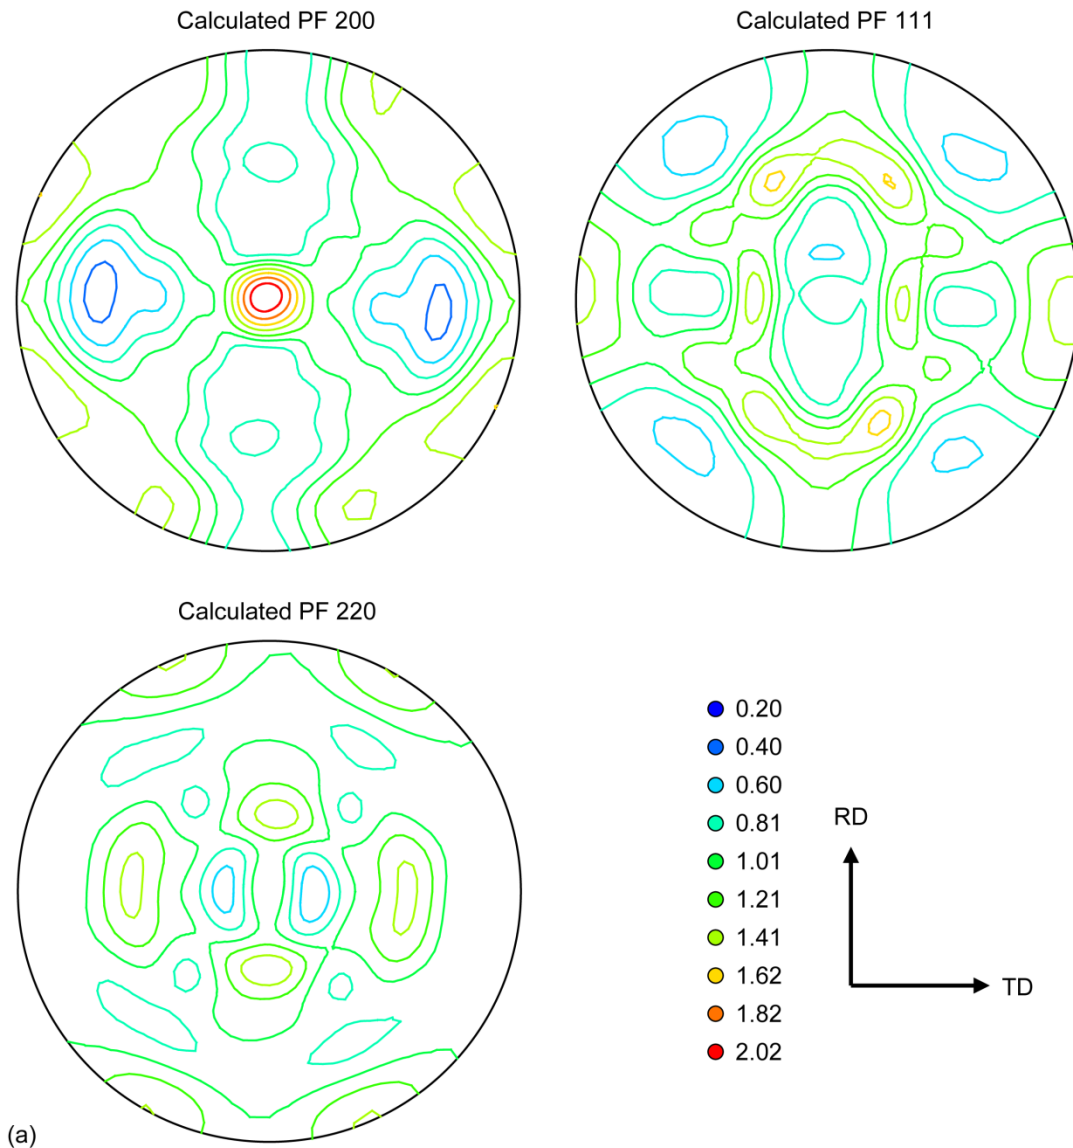 Calculated PF 200
Calculated PF 111
Calculated PF 220
0.20
0.40
0.60
0.81
1.01
1.21
1.41
1.62
1.82
2.02
RD
TD
(a)